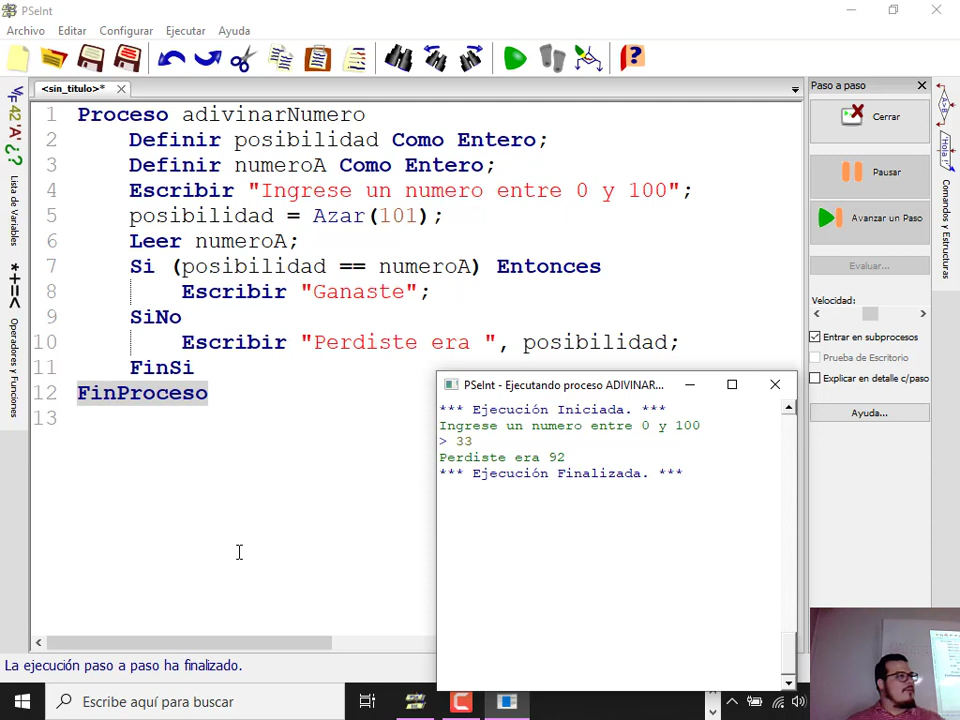 PSeInt
Archivo Editar Configurar Ejecutar Ayuda
<sin_titulo>*
1 Proceso adivinarNumero
2 Definir posibilidad Como Entero;
3 Definir numeroA Como Entero;
4 Escribir "Ingrese un numero entre 0 y 100";
5 posibilidad = Azar(101);
6 Leer numeroA;
7 Si (posibilidad == numeroA) Entonces
8 Escribir "Ganaste";
9 SiNo
10 Escribir "Perdiste era ", posibilidad;
11 FinSi
12 FinProceso
13
Lista de Variables
Operadores y Funciones
*+=<
PSeInt - Ejecutando proceso ADIVINAR...
*** Ejecución Iniciada. ***
Ingrese un numero entre 0 y 100
> 33
Perdiste era 92
*** Ejecución Finalizada. ***
Paso a paso
Cerrar
Pausar
Avanzar un Paso
Evaluar...
Velocidad:
Entrar en subprocesos
Prueba de Escritorio
Explicar en detalle c/paso
Ayuda...
Comandos y Estructuras
La ejecución paso a paso ha finalizado.
Escribe aquí para buscar